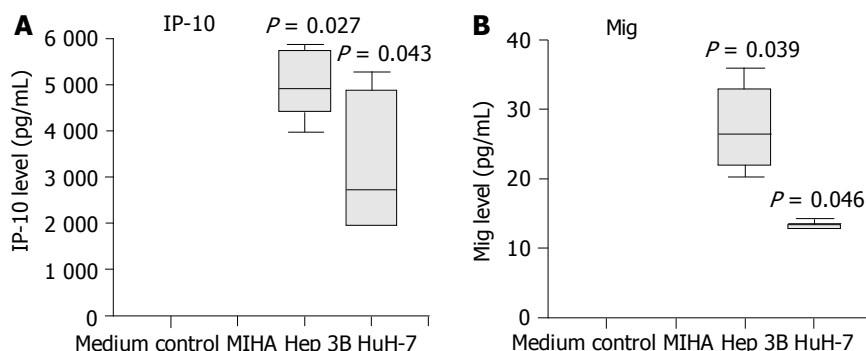 A
IP-10
P = 0.027
P = 0.043
IP-10 level (pg/mL)
6 000
5 000
4 000
3 000
2 000
1 000
0
Medium control MIHA Hep 3B HuH-7
B
Mig
P = 0.039
P = 0.046
Mig level (pg/mL)
40
30
20
10
0
Medium control MIHA Hep 3B HuH-7